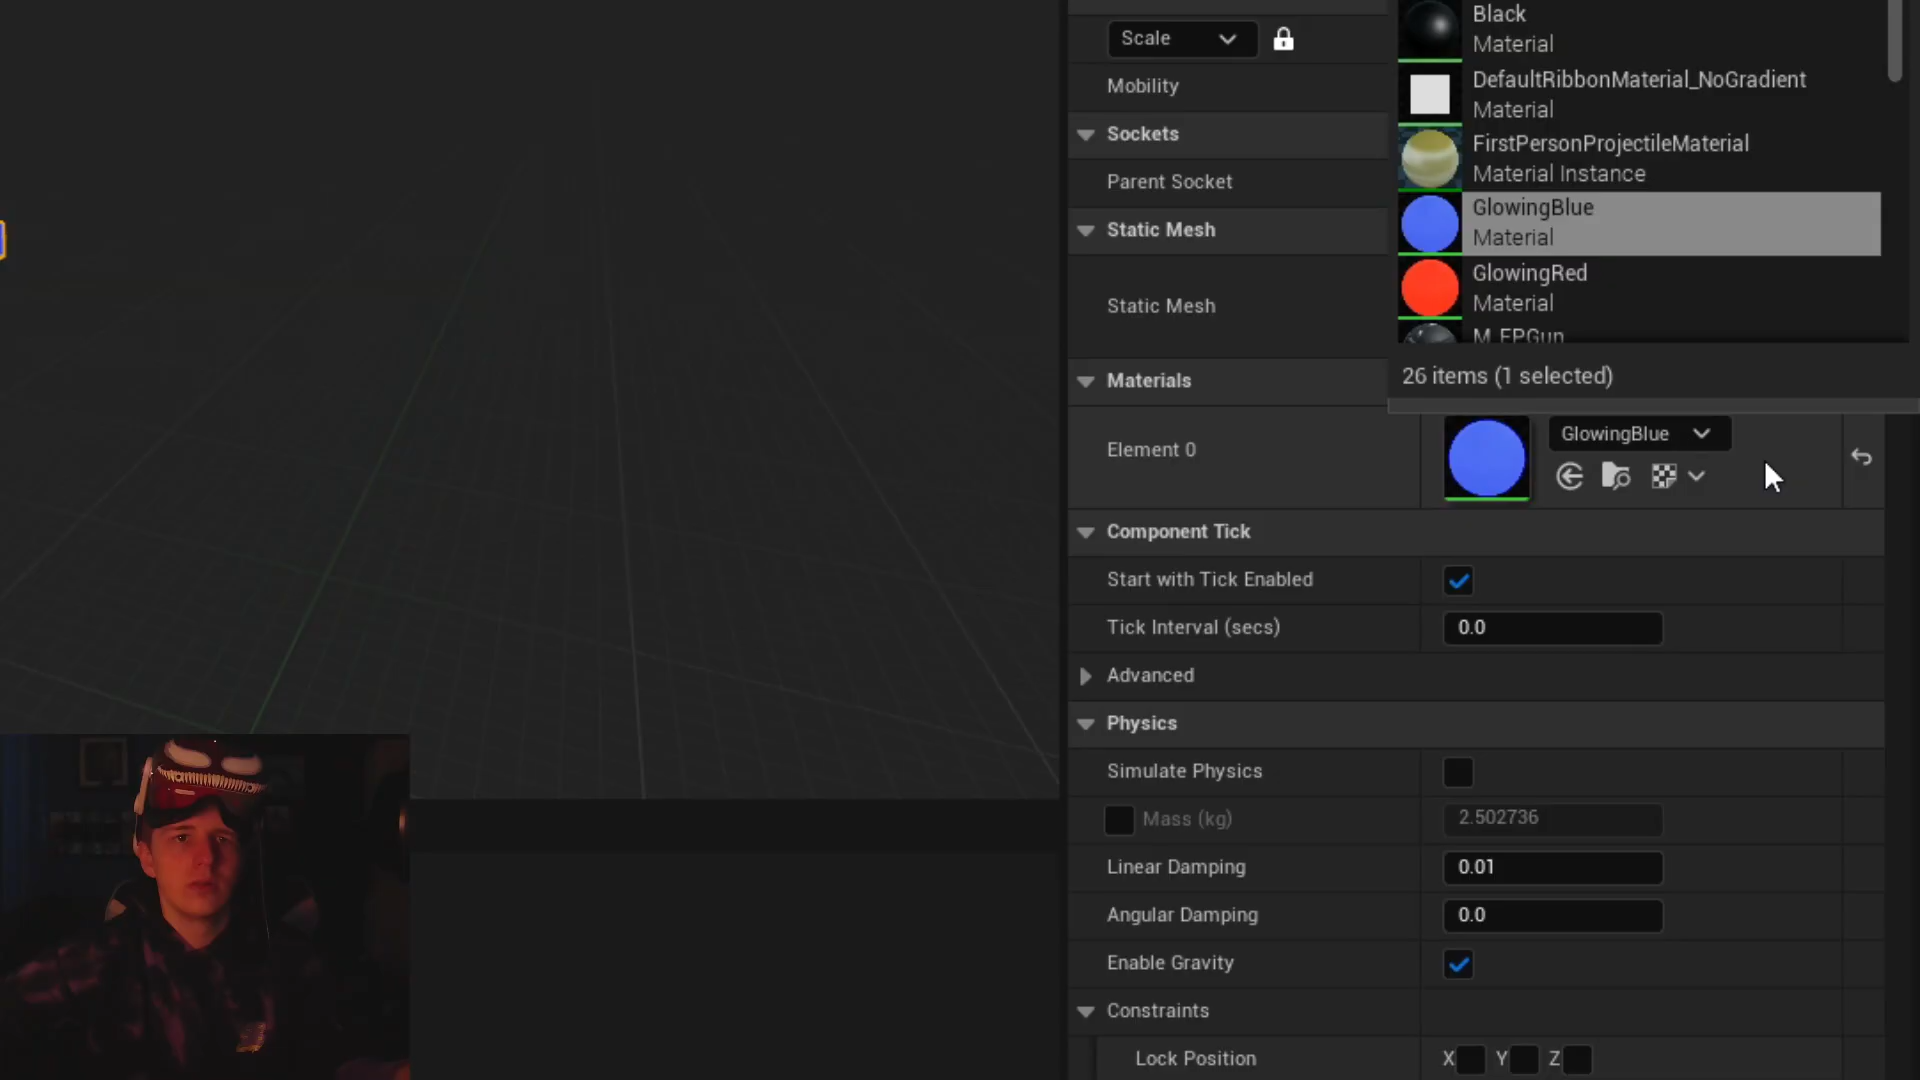 Black
Material
Scale
DefaultRibbonMaterial_NoGradient
Material
Mobility
Sockets
FirstPersonProjectileMaterial
Material Instance
Parent Socket
GlowingBlue
Material
Static Mesh
GlowingRed
Material
Static Mesh
M_FPGun
Materials
26 items (1 selected)
Element 0
GlowingBlue
Component Tick
Start with Tick Enabled
Tick Interval (secs)
0.0
Advanced
Physics
Simulate Physics
Mass (kg)
2.502736
Linear Damping
0.01
Angular Damping
0.0
Enable Gravity
Constraints
Lock Position
X Y Z